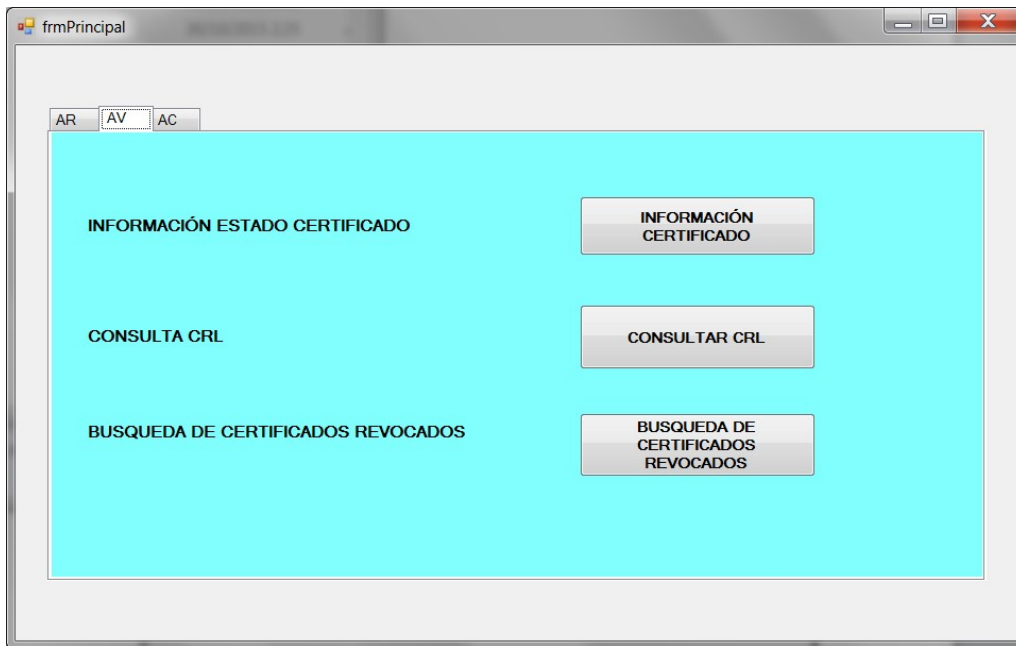 frmPrincipal
AR AV AC
INFORMACIÓN ESTADO CERTIFICADO
INFORMACIÓN
CERTIFICADO
CONSULTA CRL
CONSULTAR CRL
BUSQUEDA DE CERTIFICADOS REVOCADOS
BUSQUEDA DE
CERTIFICADOS
REVOCADOS